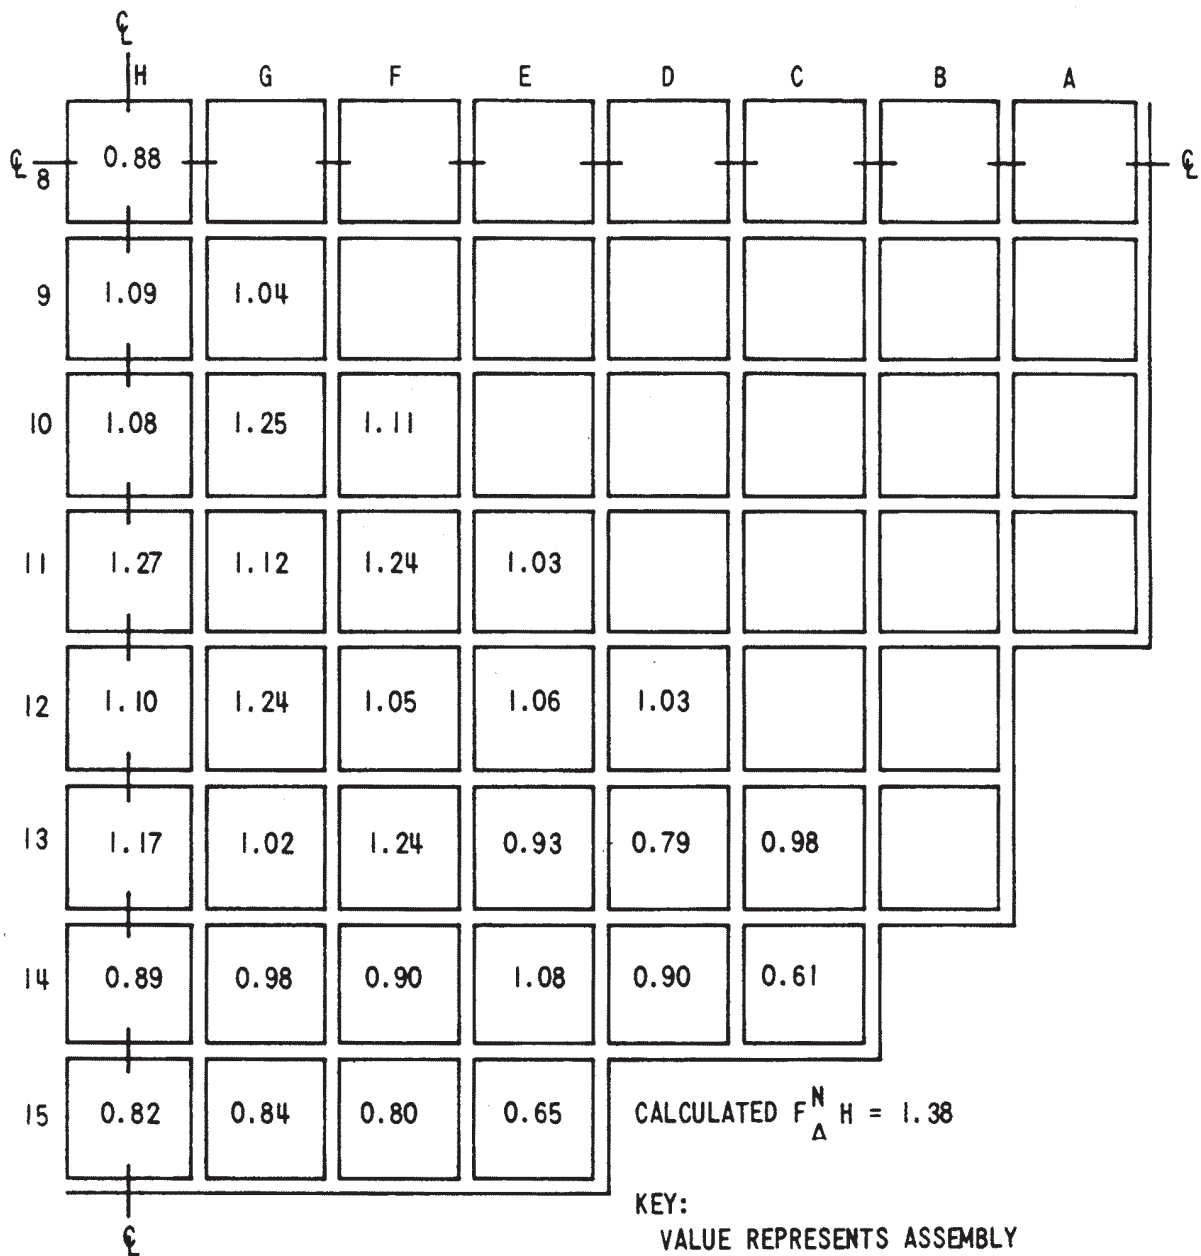 ℄
H G F E D C B A
℄ 8 0.88 ℄
9 1.09 1.04
10 1.08 1.25 1.11
11 1.27 1.12 1.24 1.03
12 1.10 1.24 1.05 1.06 1.03
13 1.17 1.02 1.24 0.93 0.79 0.98
14 0.89 0.98 0.90 1.08 0.90 0.61
15 0.82 0.84 0.80 0.65 CALCULATED F N Δ H = 1.38
KEY:
℄ VALUE REPRESENTS ASSEMBLY